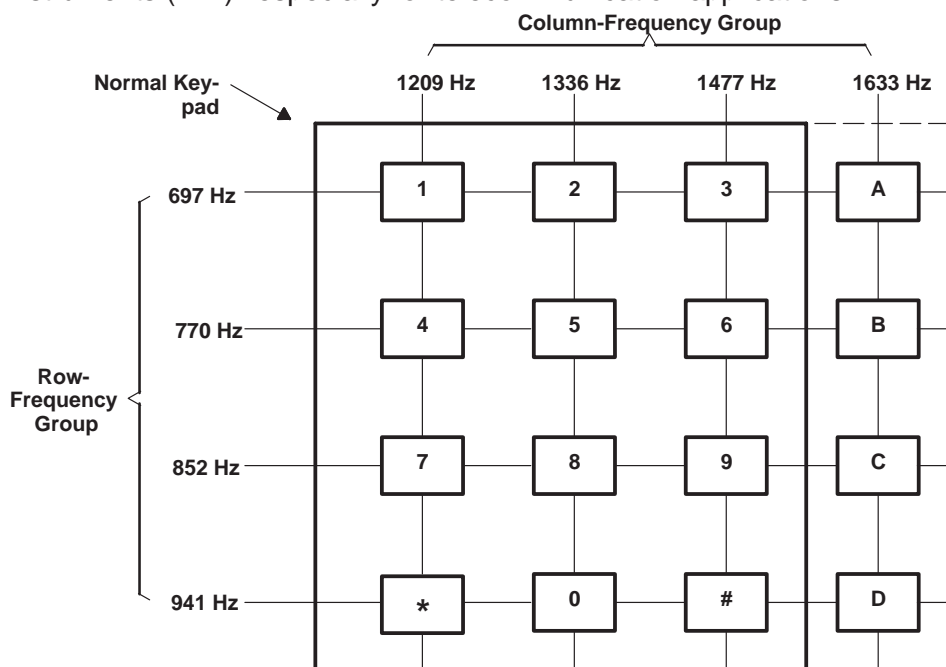 Column-Frequency Group
Normal Key-
pad
1209 Hz 1336 Hz 1477 Hz 1633 Hz
697 Hz 1 2 3 A
770 Hz 4 5 6 B
Row-
Frequency
Group
852 Hz 7 8 9 C
941 Hz * 0 # D